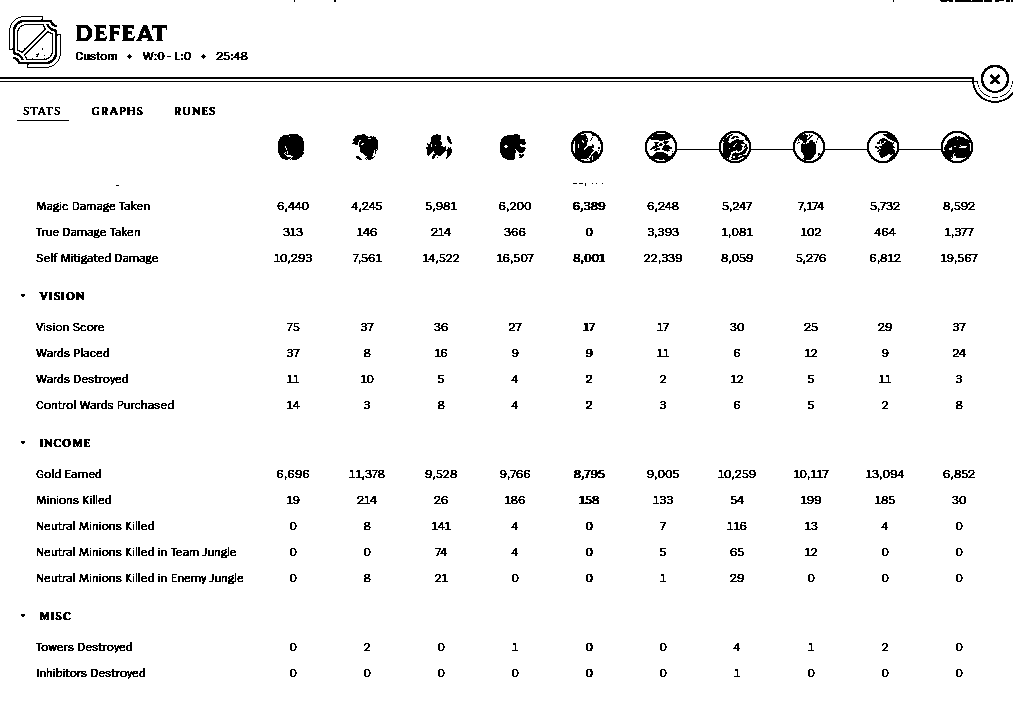 DEFEAT
Custom • W:0 - L:0 • 25:48
STATS GRAPHS RUNES
Magic Damage Taken 6,440 4,245 5,981 6,200 6,389 6,248 5,247 7,174 5,732 8,592
True Damage Taken 313 146 214 366 0 3,393 1,081 102 464 1,377
Self Mitigated Damage 10,293 7,561 14,522 16,507 8,001 22,339 8,059 5,276 6,812 19,567
VISION
Vision Score 75 37 36 27 17 17 30 25 29 37
Wards Placed 37 8 16 9 9 11 6 12 9 24
Wards Destroyed 11 10 5 4 2 2 12 5 11 3
Control Wards Purchased 14 3 8 4 2 3 6 5 2 8
INCOME
Gold Earned 6,696 11,378 9,528 9,766 8,795 9,005 10,259 10,117 13,094 6,852
Minions Killed 19 214 26 186 158 133 54 199 185 30
Neutral Minions Killed 0 8 141 4 0 7 116 13 4 0
Neutral Minions Killed in Team Jungle 0 0 74 4 0 5 65 12 0 0
Neutral Minions Killed in Enemy Jungle 0 8 21 0 0 1 29 0 0 0
MISC
Towers Destroyed 0 2 0 1 0 0 4 1 2 0
Inhibitors Destroyed 0 0 0 0 0 0 1 0 0 0